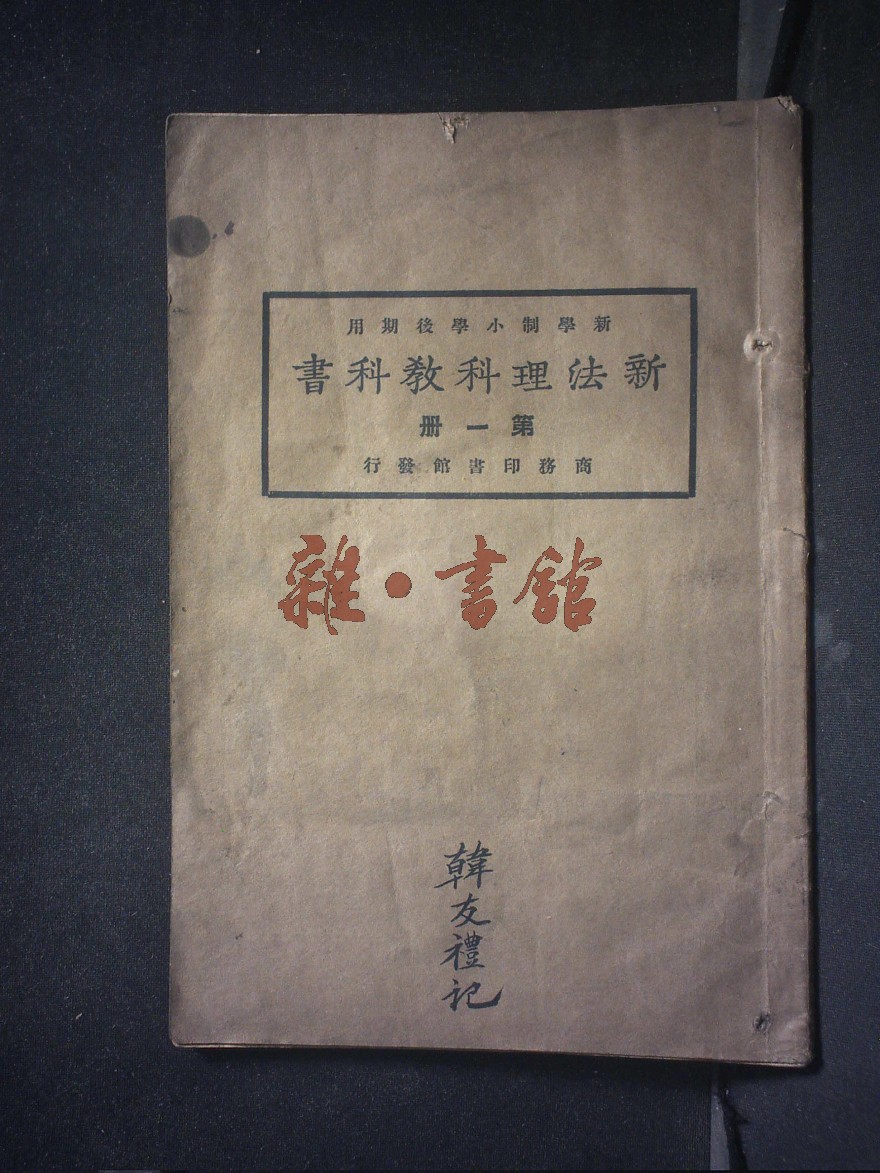 新學制小學後期用
新法理科教科書
第一册
商務印書館發行
雜·書館
韓友禮記